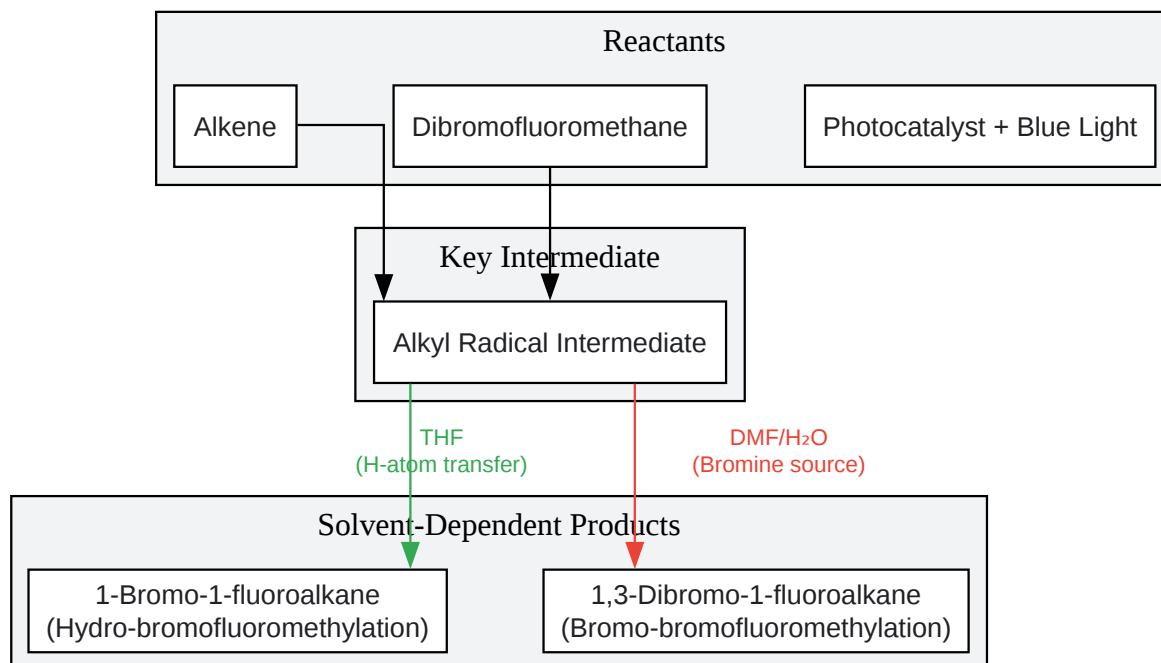 Reactants
Alkene
Dibromofluoromethane
Photocatalyst + Blue Light
Key Intermediate
Alkyl Radical Intermediate
THF
(H-atom transfer)
DMF/H₂O
(Bromine source)
Solvent-Dependent Products
1-Bromo-1-fluoroalkane
(Hydro-bromofluoromethylation)
1,3-Dibromo-1-fluoroalkane
(Bromo-bromofluoromethylation)